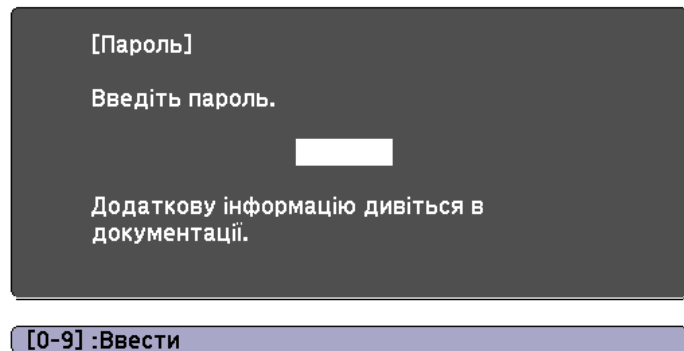 [Пароль]
Введіть пароль.
Додаткову інформацію дивіться в
документації.
[0-9] :Ввести